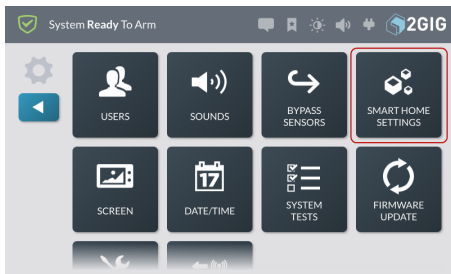 System Ready To Arm
2GIG
USERS
SOUNDS
BYPASS
SENSORS
SMART HOME
SETTINGS
SCREEN
17
DATE/TIME
SYSTEM
TESTS
FIRMWARE
UPDATE